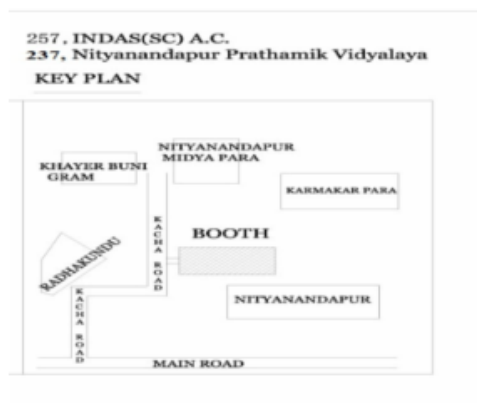 257, INDAS(SC) A.C.
237, Nityanandapur Prathamik Vidyalaya
KEY PLAN
NITYANANDAPUR
MIDYA PARA
KHAYER BUNI
GRAM
KARMAKAR PARA
KACHA ROAD
BOOTH
RADHAKUNDU
KACHA ROAD
NITYANANDAPUR
MAIN ROAD